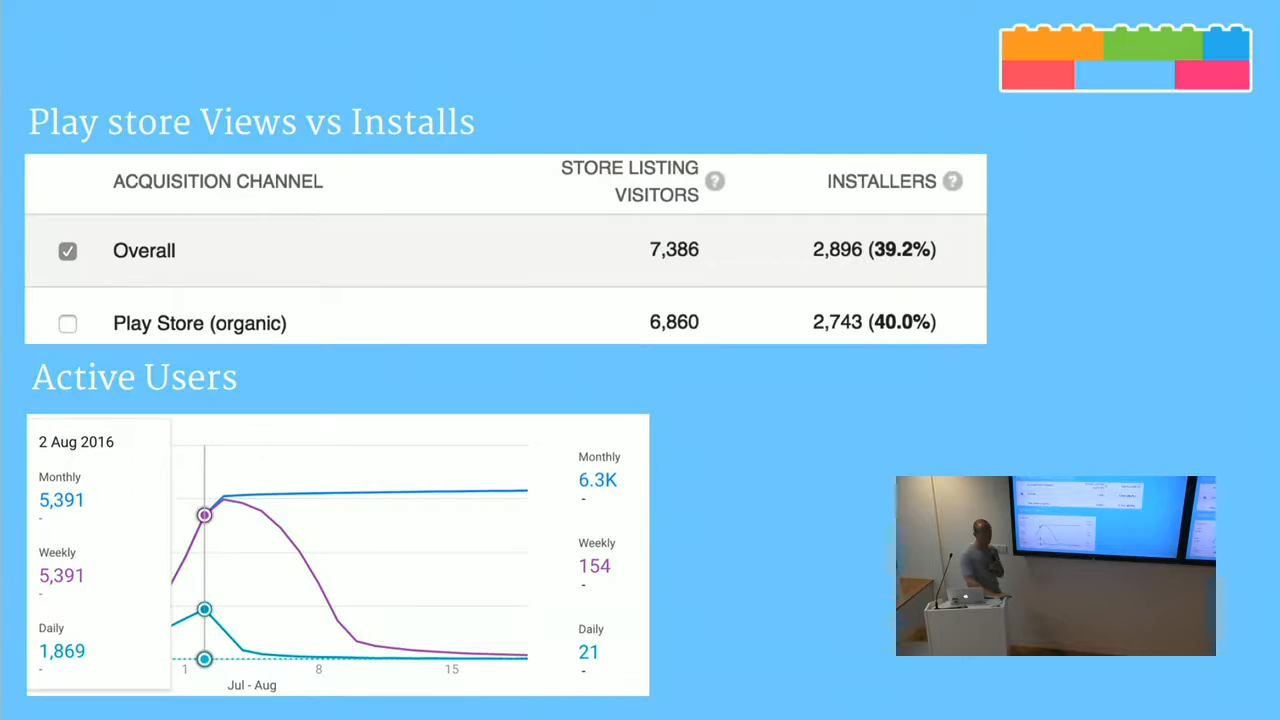 Play store Views vs Installs
ACQUISITION CHANNEL
STORE LISTING
VISITORS
?
INSTALLERS ?
Overall 7,386 2,896 (39.2%)
Play Store (organic) 6,860 2,743 (40.0%)
Active Users
2 Aug 2016
Monthly
5,391
-
Weekly
5,391
-
Daily
1,869
-
1 8 15
Jul - Aug
Monthly
6.3K
-
Weekly
154
-
Daily
21
-